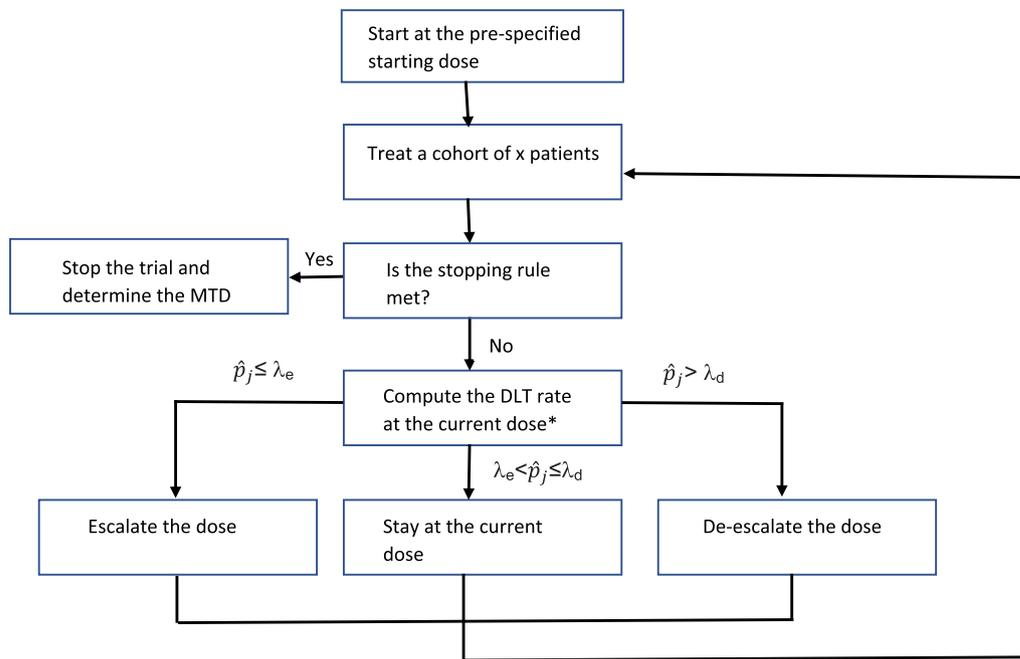 Start at the pre-specified
starting dose
Treat a cohort of x patients
Stop the trial and
determine the MTD
Yes
Is the stopping rule
met?
No
p̂ⱼ≤ λₑ
p̂ⱼ> λd
Compute the DLT rate
at the current dose*
λₑ<p̂ⱼ≤λd
Escalate the dose
Stay at the current
dose
De-escalate the dose